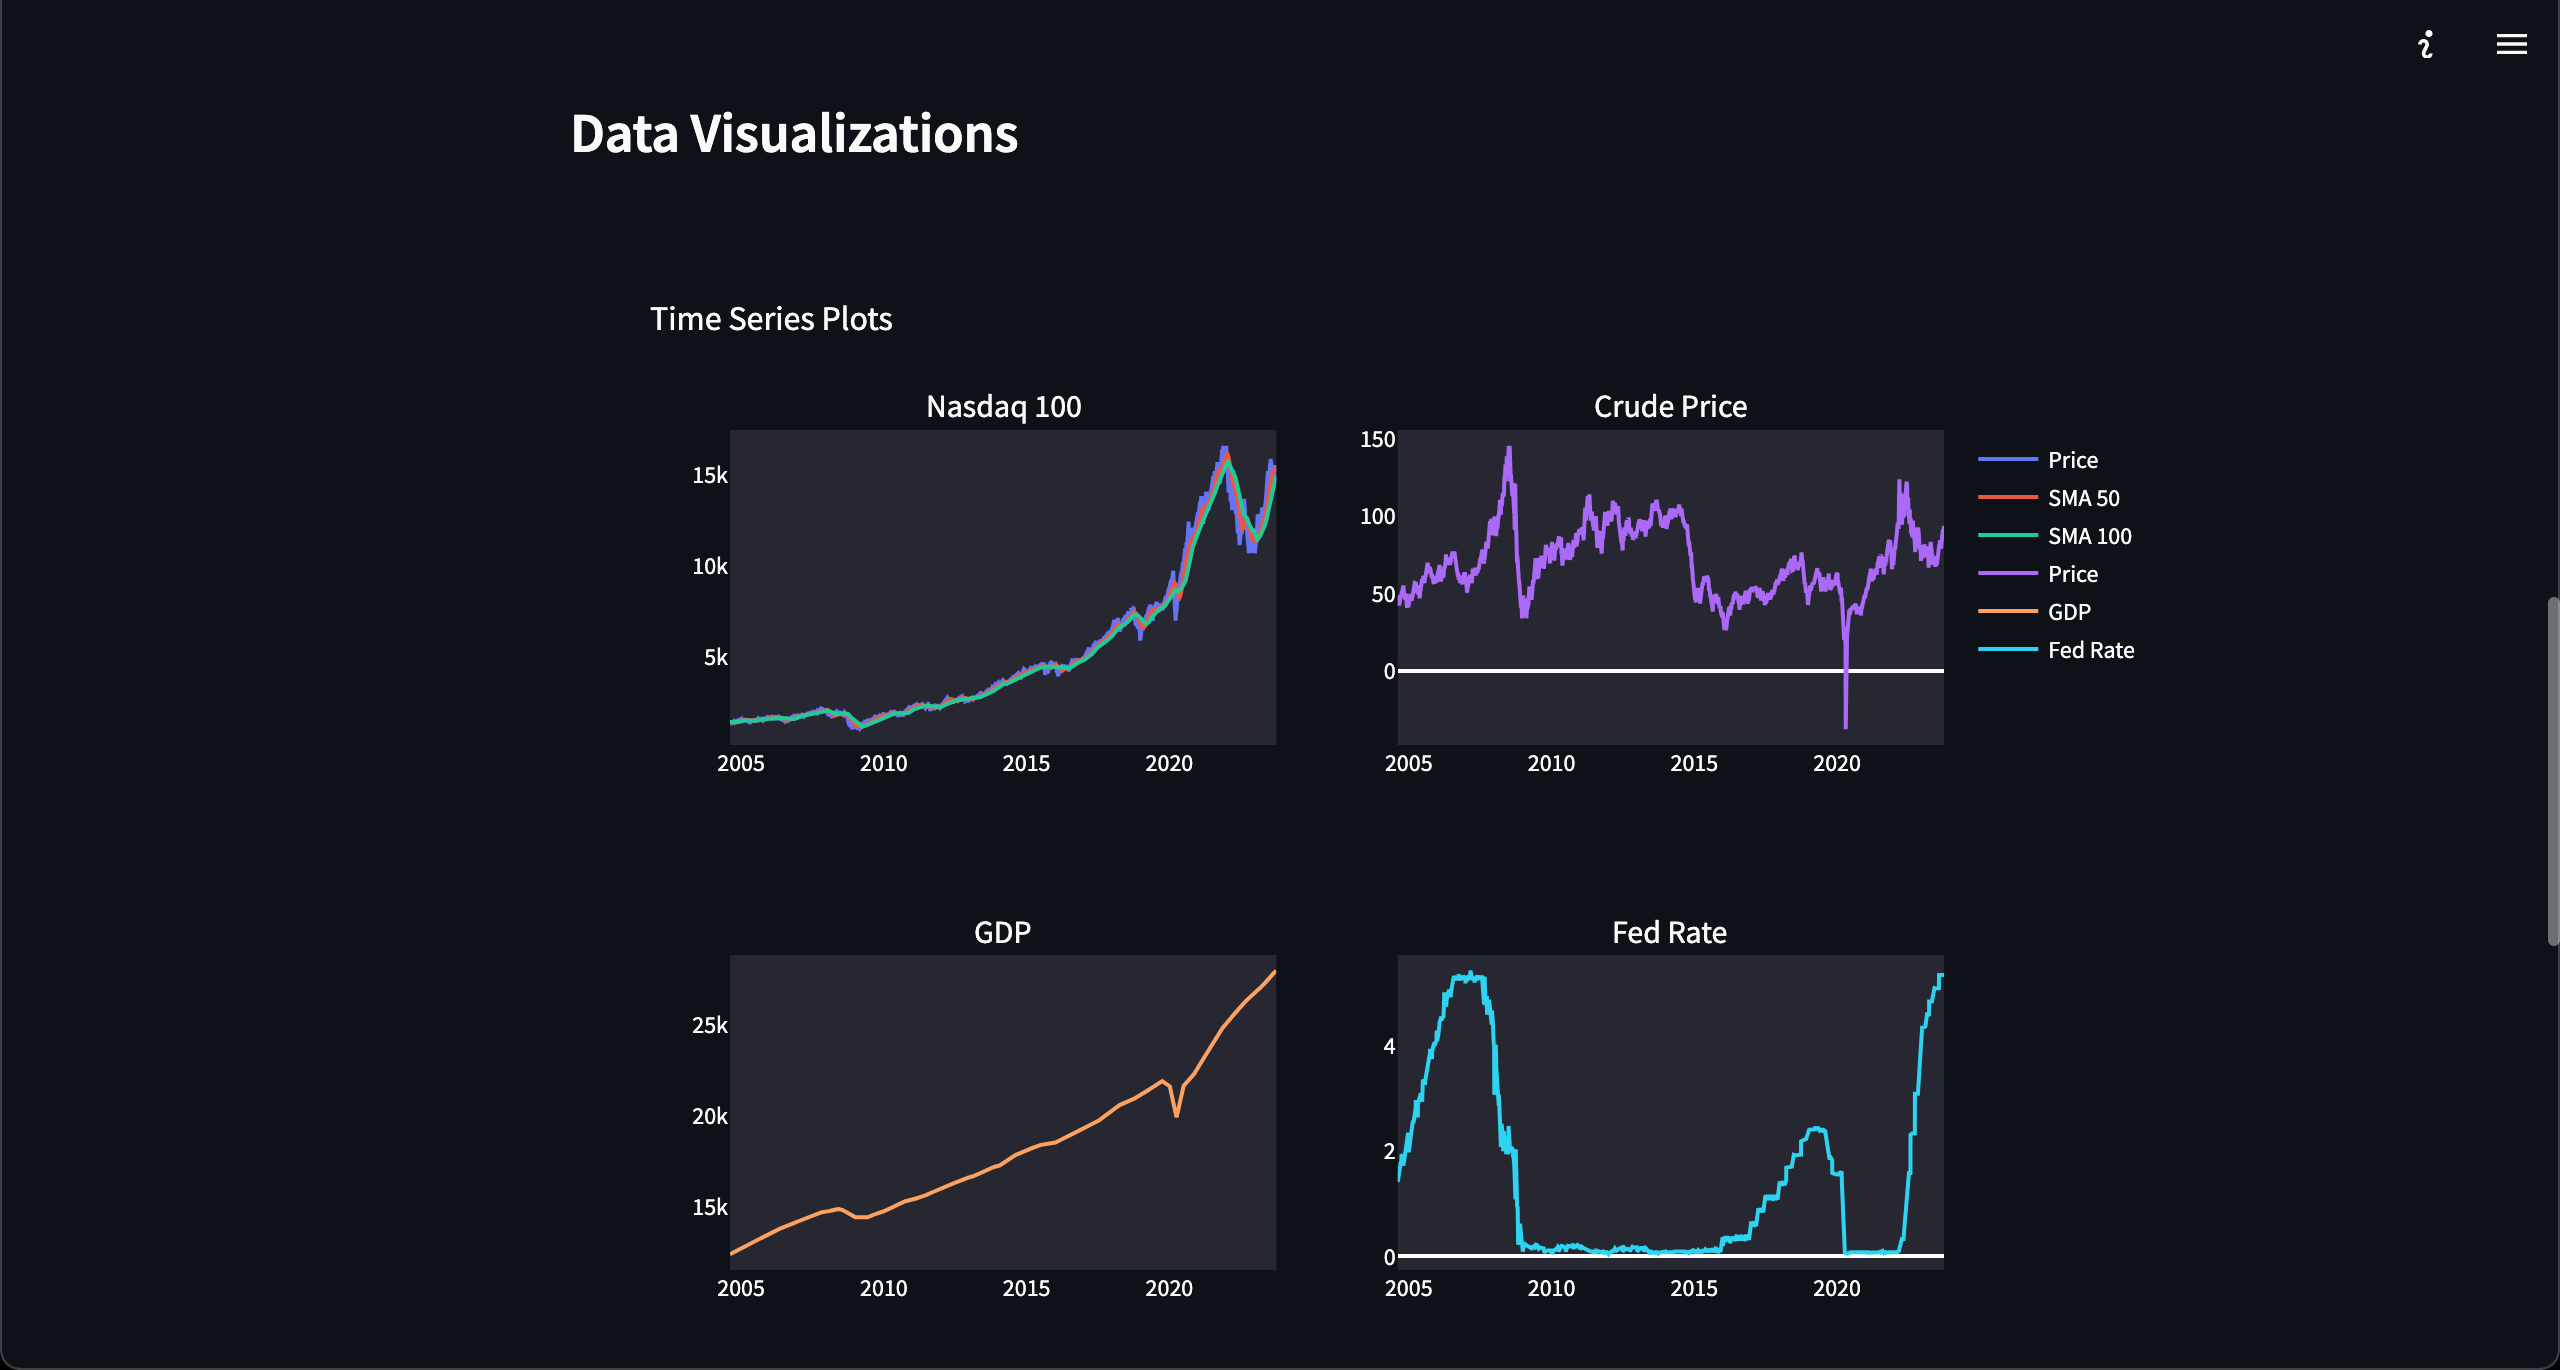 Data Visualizations
Time Series Plots
Nasdaq 100
15k
10k
5k
2005 2010 2015 2020
Crude Price
150
100
50
0
2005 2010 2015 2020
Price
SMA 50
SMA 100
Price
GDP
Fed Rate
GDP
25k
20k
15k
2005 2010 2015 2020
Fed Rate
4
2
0
2005 2010 2015 2020